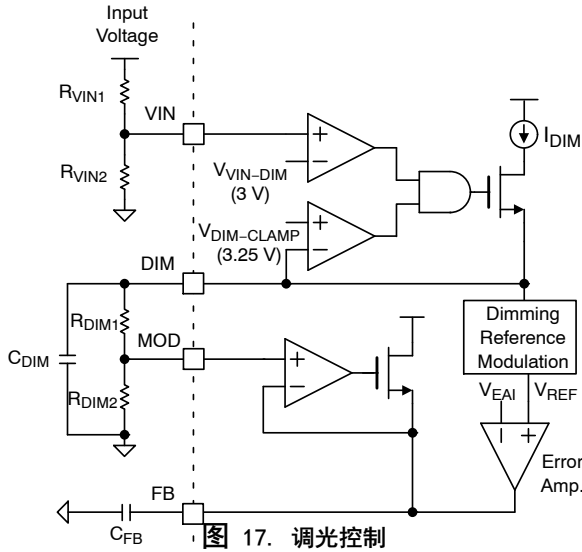 Input
Voltage
RVIN1
VIN
RVIN2
VVIN–DIM
(3 V)
VDIM–CLAMP
(3.25 V)
IDIM
DIM
RDIM1
MOD
CDIM
RDIM2
Dimming
Reference
Modulation
VEAI
VREF
Error
Amp.
FB
CFB
图 17. 调光控制